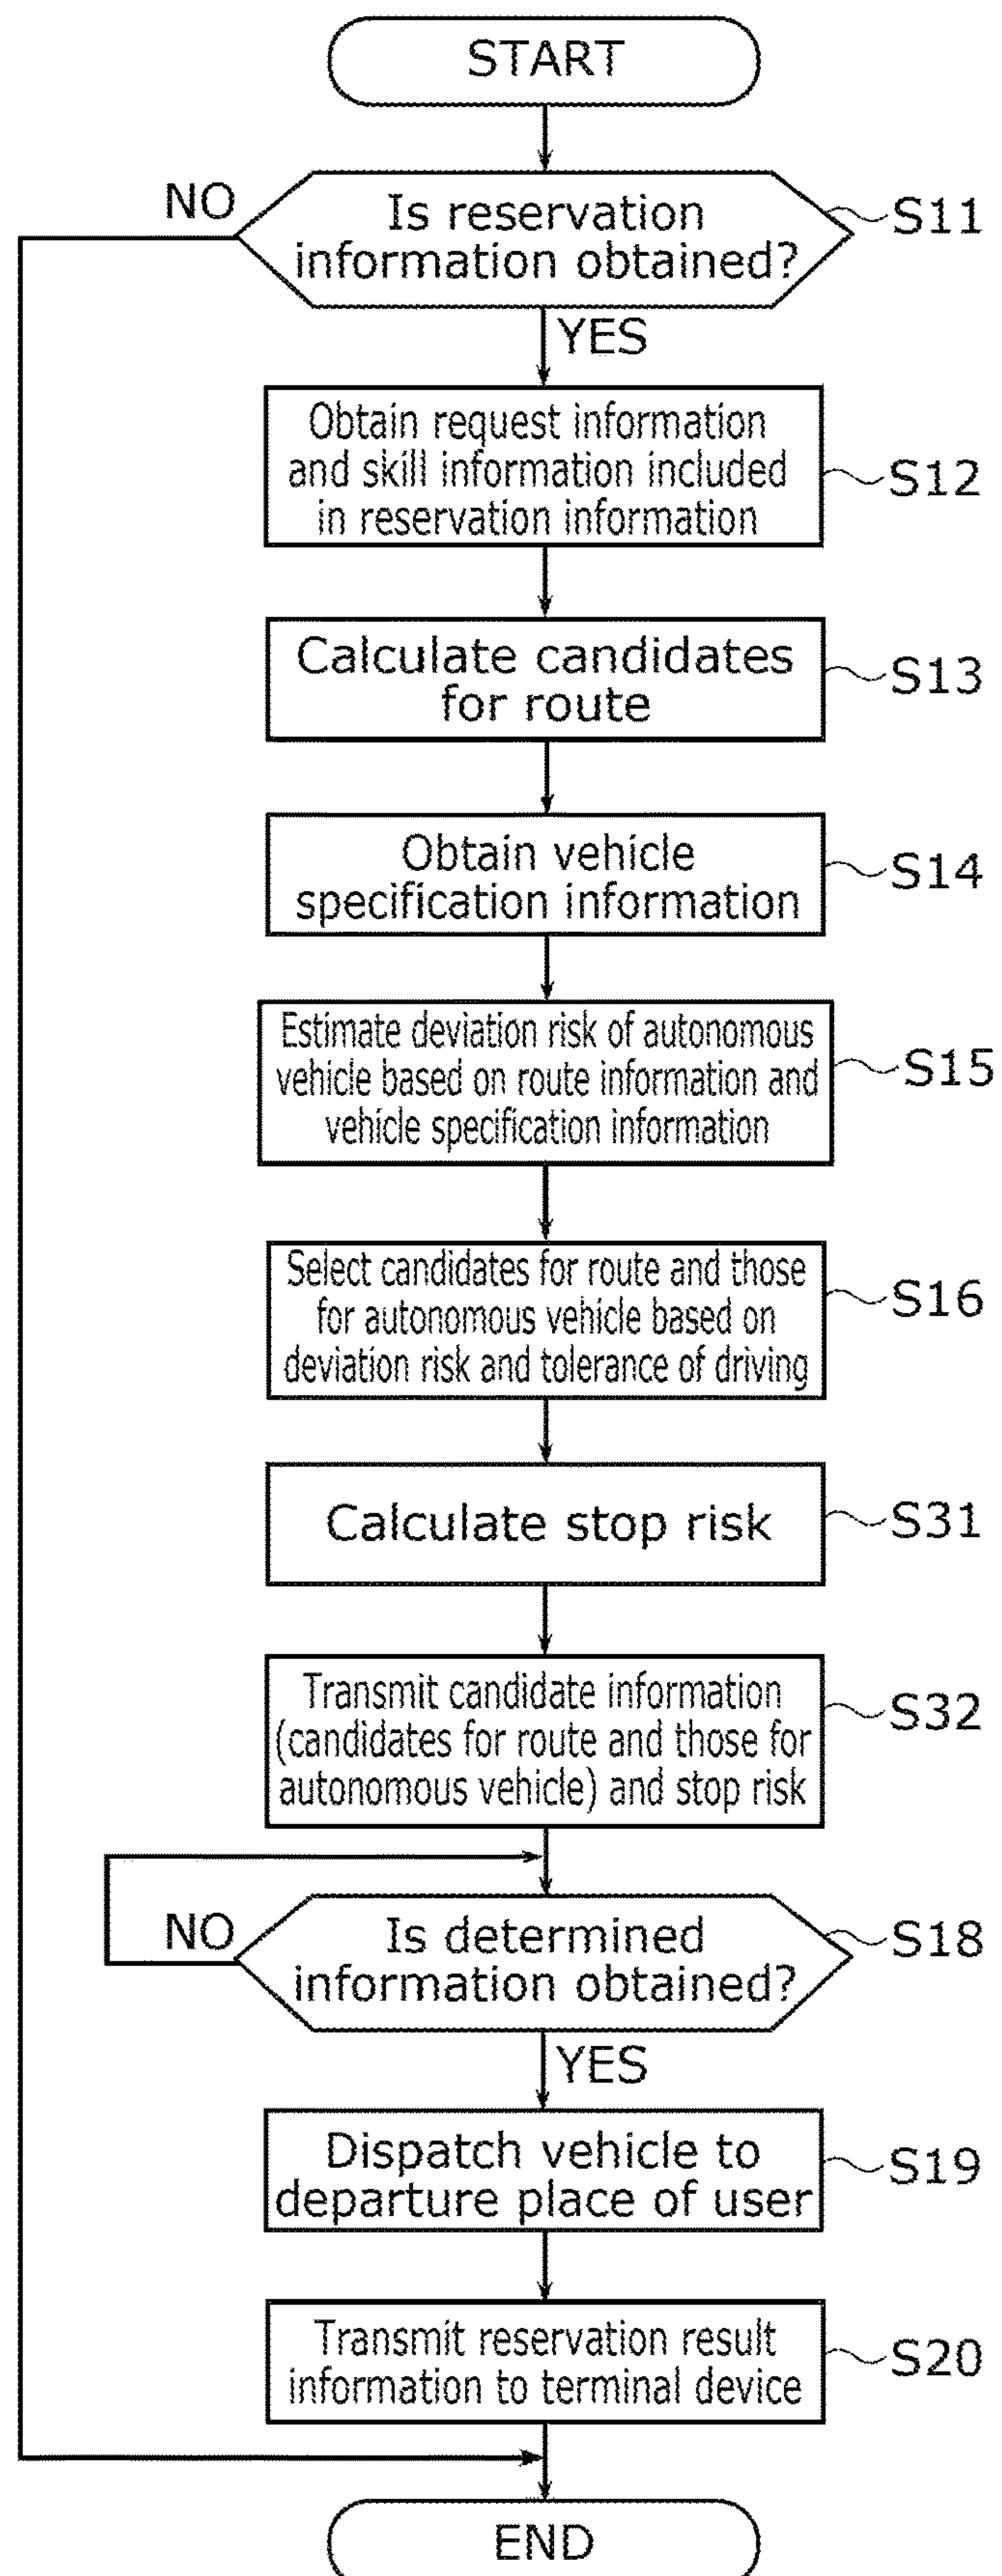 START
NO
Is reservation
information obtained?
S11
YES
Obtain request information
and skill information included
in reservation information
S12
Calculate candidates
for route
S13
Obtain vehicle
specification information
S14
Estimate deviation risk of autonomous
vehicle based on route information and
vehicle specification information
S15
Select candidates for route and those
for autonomous vehicle based on
deviation risk and tolerance of driving
S16
Calculate stop risk
S31
Transmit candidate information
(candidates for route and those for
autonomous vehicle) and stop risk
S32
NO
Is determined
information obtained?
S18
YES
Dispatch vehicle to
departure place of user
S19
Transmit reservation result
information to terminal device
S20
END